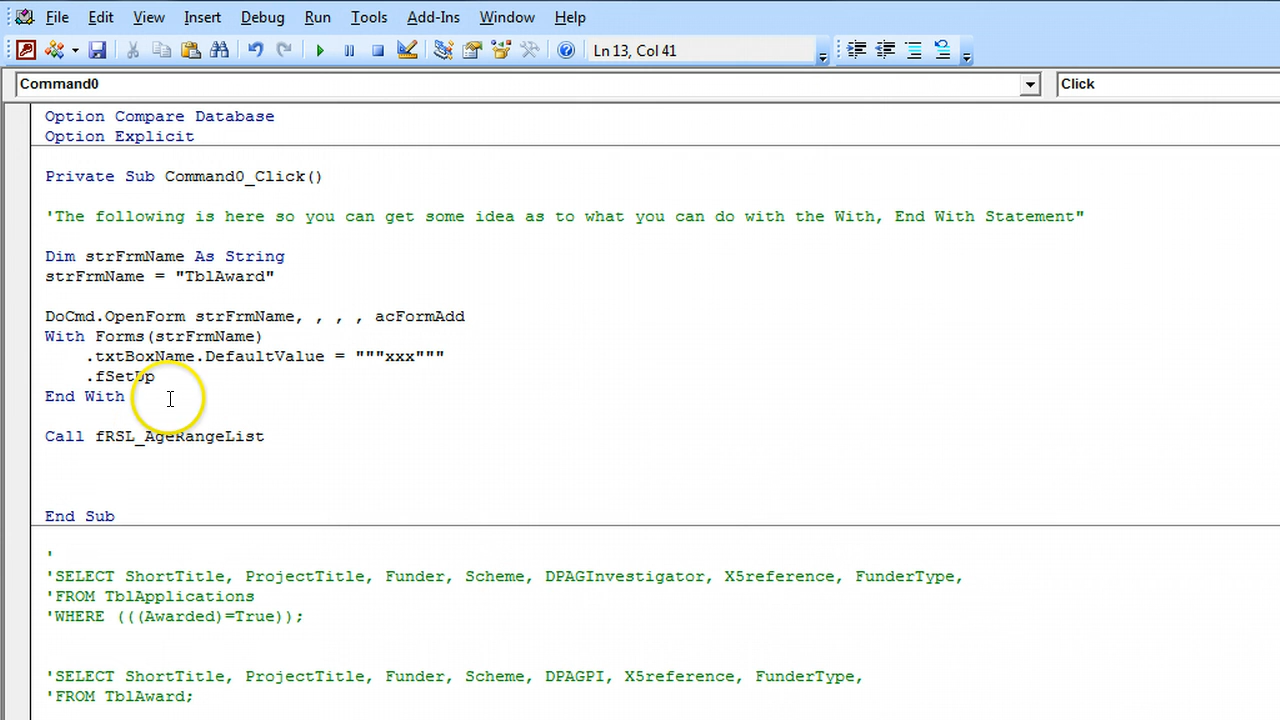 File Edit View Insert Format Debug Run Tools Add-Ins Window Help
Ln 13, Col 41
Command0 Click
Option Compare Database
Option Explicit
Private Sub Command0_Click()
'The following is here so you can get some idea as to what you can do with the With, End With Statement"
Dim strFrmName As String
strFrmName = "TblAward"
DoCmd.OpenForm strFrmName, , , , acFormAdd
With Forms(strFrmName)
.txtBoxName.DefaultValue = """xxx"""
.fSetUp
End With
Call fRSL_AgeRangeList
End Sub
'
'SELECT ShortTitle, ProjectTitle, Funder, Scheme, DPAGInvestigator, X5reference, FunderType,
'FROM TblApplications
'WHERE (((Awarded)=True));
'SELECT ShortTitle, ProjectTitle, Funder, Scheme, DPAGPI, X5reference, FunderType,
'FROM TblAward;